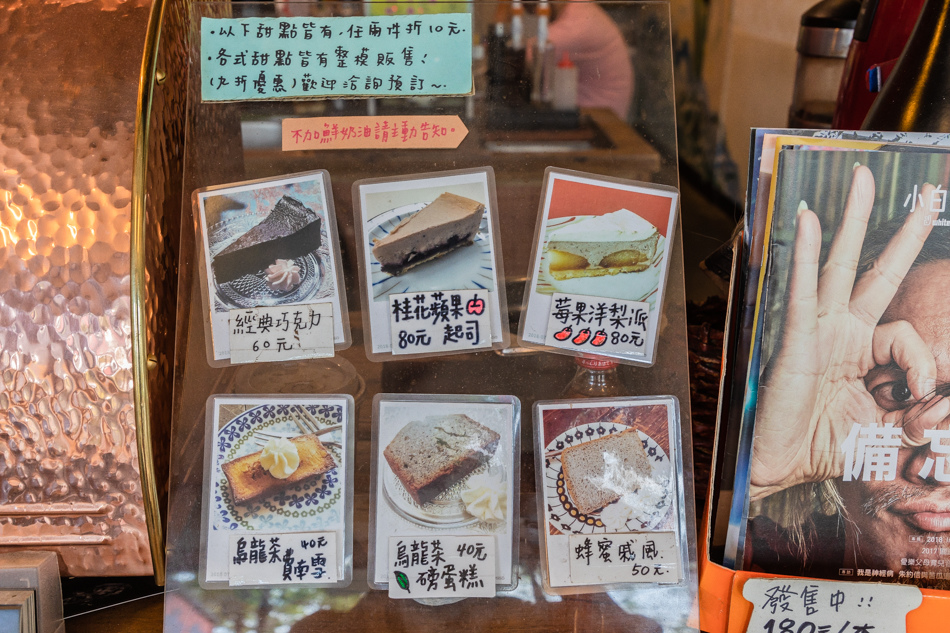 ·以下甜點皆有,任兩件折10元.
·各式甜點皆有整模販售!
(九折優惠)歡迎洽詢預訂~.
不加鮮奶油請主動告知。
經典巧克力
60元.
桂花蘋果
80元 起司
莓果洋梨派
80元
烏龍茶 40元
費南雪
烏龍茶 40元
磅蛋糕
蜂蜜戚風
50元.
小白
備忘
發售中!!
180元/本